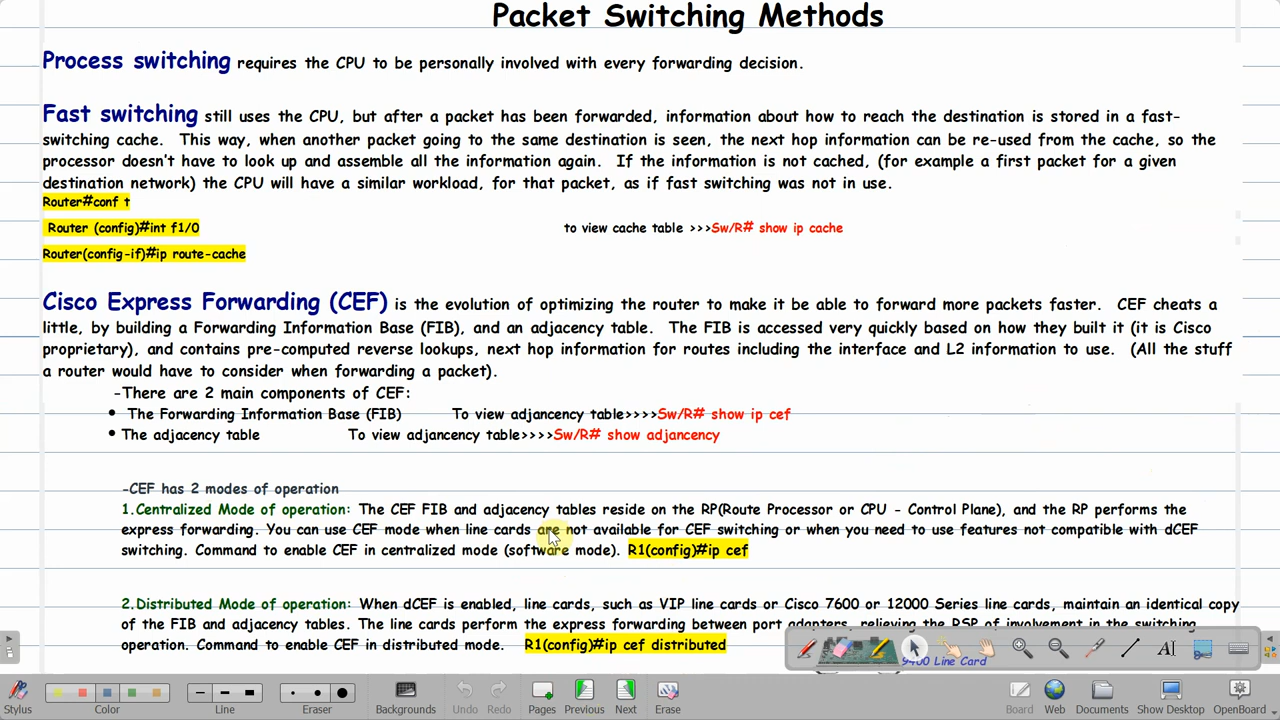 Packet Switching Methods
Process switching requires the CPU to be personally involved with every forwarding decision.
Fast switching still uses the CPU, but after a packet has been forwarded, information about how to reach the destination is stored in a fast-
switching cache. This way, when another packet going to the same destination is seen, the next hop information can be re-used from the cache, so the
processor doesn't have to look up and assemble all the information again. If the information is not cached, (for example a first packet for a given
destination network) the CPU will have a similar workload, for that packet, as if fast switching was not in use.
Router#conf t
Router (config)#int f1/0 to view cache table >>>Sw/R# show ip cache
Router(config-if)#ip route-cache
Cisco Express Forwarding (CEF) is the evolution of optimizing the router to make it be able to forward more packets faster. CEF cheats a
little, by building a Forwarding Information Base (FIB), and an adjacency table. The FIB is accessed very quickly based on how they built it (it is Cisco
proprietary), and contains pre-computed reverse lookups, next hop information for routes including the interface and L2 information to use. (All the stuff
a router would have to consider when forwarding a packet).
-There are 2 main components of CEF:
• The Forwarding Information Base (FIB) To view adjancency table>>>>Sw/R# show ip cef
• The adjacency table To view adjancency table>>>>Sw/R# show adjancency
-CEF has 2 modes of operation
1.Centralized Mode of operation: The CEF FIB and adjacency tables reside on the RP(Route Processor or CPU - Control Plane), and the RP performs the
express forwarding. You can use CEF mode when line cards are not available for CEF switching or when you need to use features not compatible with dCEF
switching. Command to enable CEF in centralized mode (software mode). R1(config)#ip cef
2.Distributed Mode of operation: When dCEF is enabled, line cards, such as VIP line cards or Cisco 7600 or 12000 Series line cards, maintain an identical copy
of the FIB and adjacency tables. The line cards perform the express forwarding between port adapters, relieving the RSP of involvement in the switching
operation. Command to enable CEF in distributed mode. R1(config)#ip cef distributed
9400 Line Card
Stylus Color Line Eraser Backgrounds Undo Redo Pages Previous Next Erase Board Web Documents Show Desktop OpenBoard